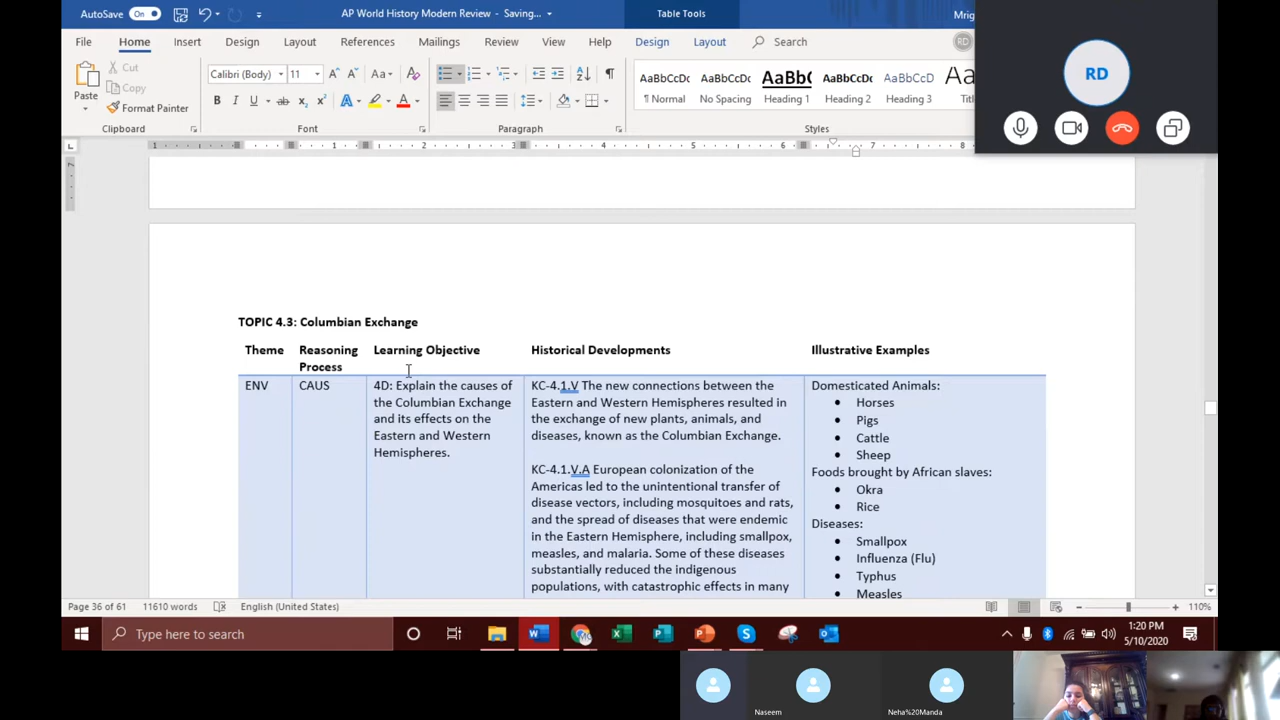 AutoSave On AP World History Modern Review - Saving... Table Tools Mrig
File Home Insert Design Layout References Mailings Review View Help Design Layout Search RD
RD
Paste Cut
Copy
Format Painter
Calibri (Body) 11
AaBbCcDc AaBbCcDc AaBbCc AaBbCcDc AaBbCcD
¶ Normal No Spacing Heading 1 Heading 2 Heading 3 Titl
Clipboard Font Paragraph Styles
TOPIC 4.3: Columbian Exchange
Theme Reasoning Process Learning Objective Historical Developments Illustrative Examples
ENV
CAUS
4D: Explain the causes of
the Columbian Exchange
and its effects on the
Eastern and Western
Hemispheres.
KC-4.1.V The new connections between the
Eastern and Western Hemispheres resulted in
the exchange of new plants, animals, and
diseases, known as the Columbian Exchange.
KC-4.1.V.A European colonization of the
Americas led to the unintentional transfer of
disease vectors, including mosquitoes and rats,
and the spread of diseases that were endemic
in the Eastern Hemisphere, including smallpox,
measles, and malaria. Some of these diseases
substantially reduced the indigenous
populations, with catastrophic effects in many
Domesticated Animals:
• Horses
• Pigs
• Cattle
• Sheep
Foods brought by African slaves:
• Okra
• Rice
Diseases:
• Smallpox
• Influenza (Flu)
• Typhus
• Measles
Page 36 of 61 11610 words English (United States) 110%
Type here to search
1:20 PM
5/10/2020
Naseem Neha%20Manda